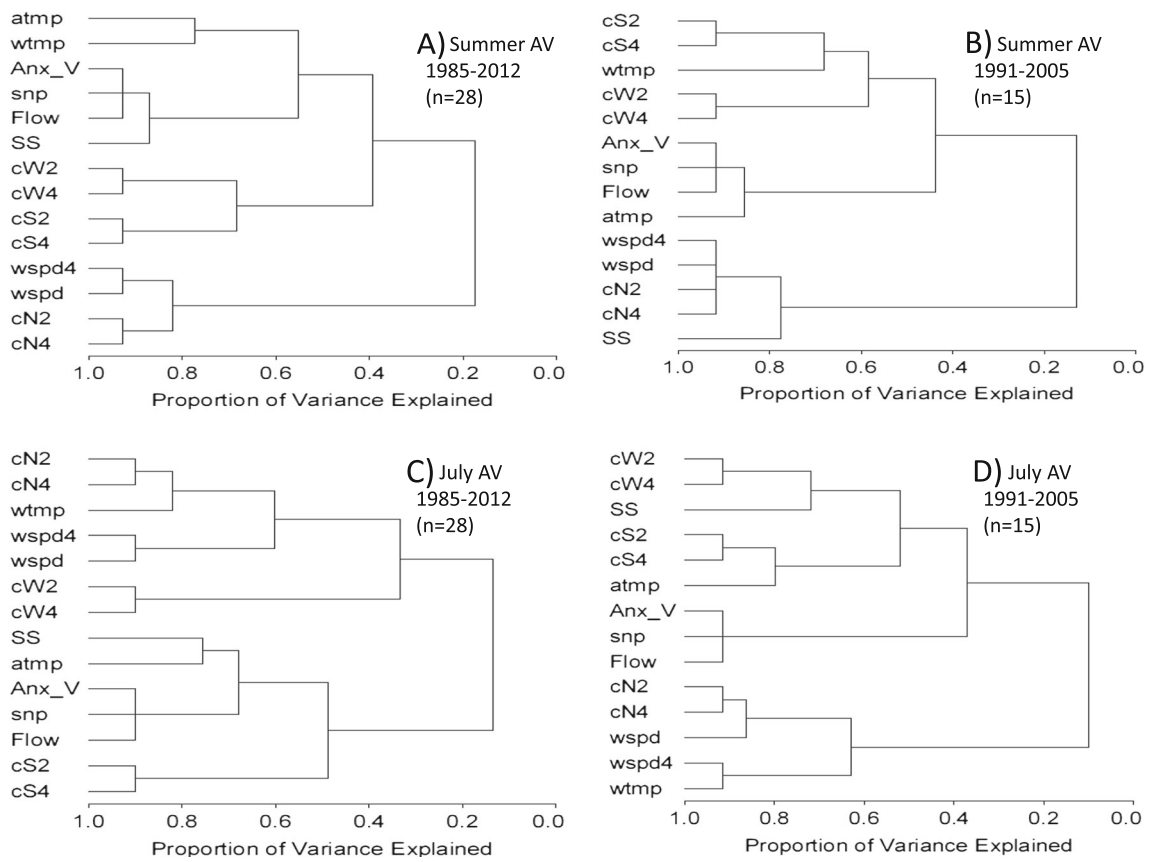 A) Summer AV
1985-2012
(n=28)
atmp
wtmp
Anx_V
snp
Flow
SS
cW2
cW4
cS2
cS4
wspd4
wspd
cN2
cN4
1.0 0.8 0.6 0.4 0.2 0.0
Proportion of Variance Explained
B) Summer AV
1991-2005
(n=15)
cS2
cS4
wtmp
cW2
cW4
Anx_V
snp
Flow
atmp
wspd4
wspd
cN2
cN4
SS
1.0 0.8 0.6 0.4 0.2 0.0
Proportion of Variance Explained
C) July AV
1985-2012
(n=28)
cN2
cN4
wtmp
wspd4
wspd
cW2
cW4
SS
atmp
Anx_V
snp
Flow
cS2
cS4
1.0 0.8 0.6 0.4 0.2 0.0
Proportion of Variance Explained
D) July AV
1991-2005
(n=15)
cW2
cW4
SS
cS2
cS4
atmp
Anx_V
snp
Flow
cN2
cN4
wspd
wspd4
wtmp
1.0 0.8 0.6 0.4 0.2 0.0
Proportion of Variance Explained